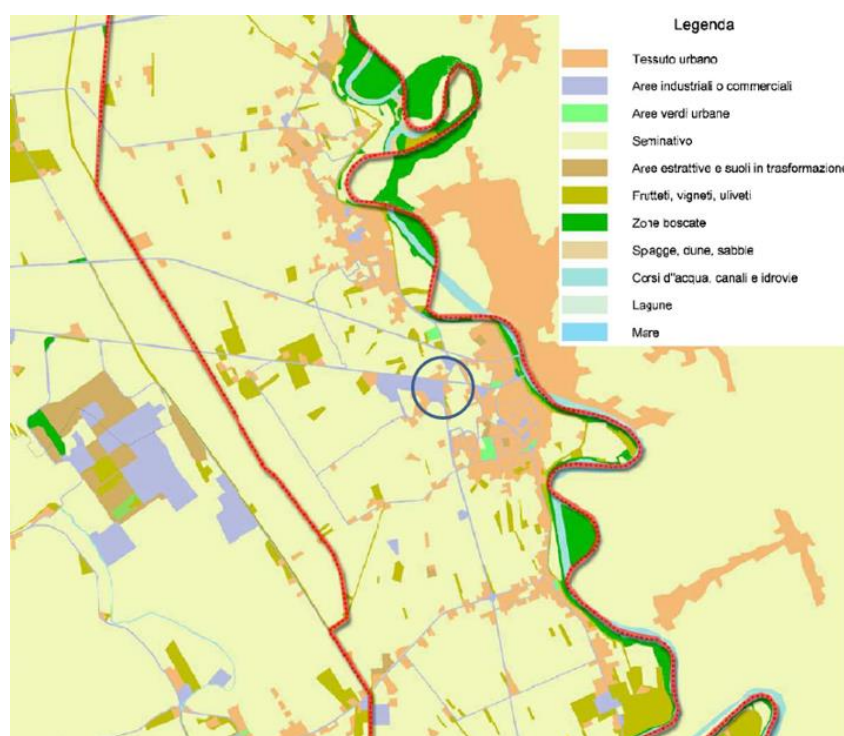 Legenda
Tessuto urbano
Aree industriali o commerciali
Aree verdi urbane
Seminativo
Aree estrattive e suoli in trasformazione
Frutteti, vigneti, uliveti
Zone boscate
Spagge, dune, sabble
Corsi d"acqua, canali e idrovie
Lagune
Mare